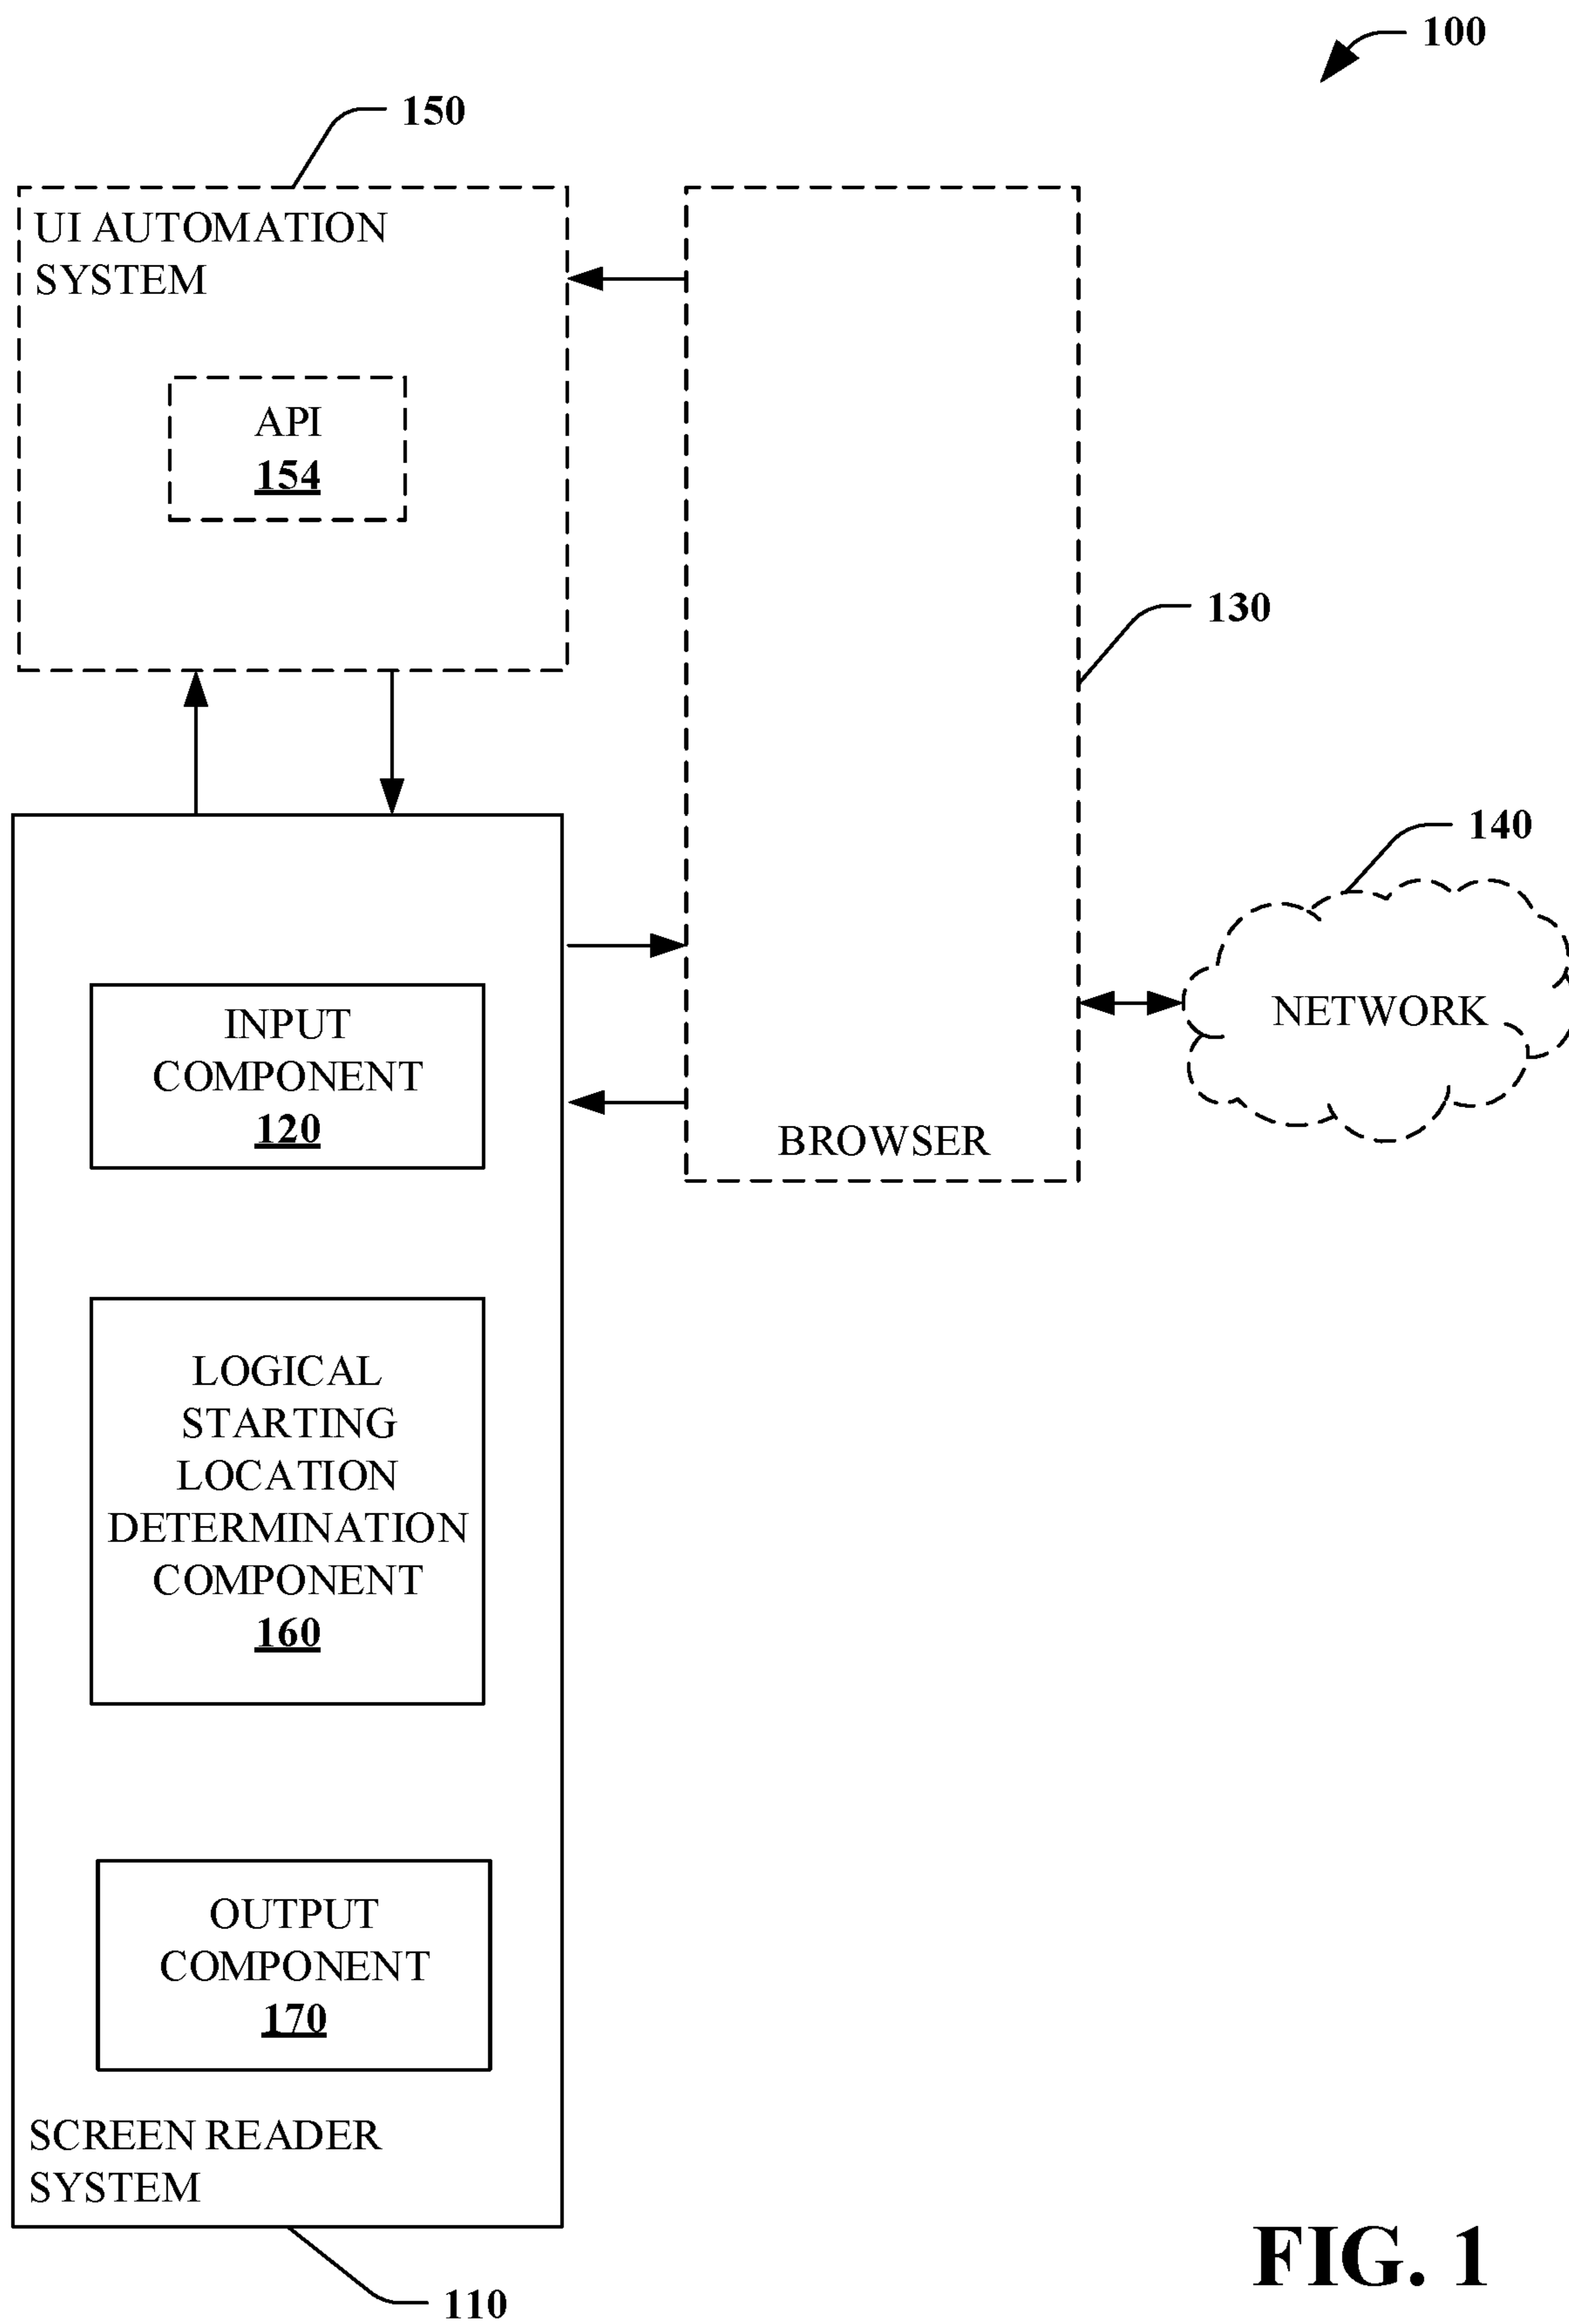 100
150
UI AUTOMATION
SYSTEM
API
154
130
140
NETWORK
INPUT
COMPONENT
120
BROWSER
LOGICAL
STARTING
LOCATION
DETERMINATION
COMPONENT
160
OUTPUT
COMPONENT
170
SCREEN READER
SYSTEM
110
FIG. 1